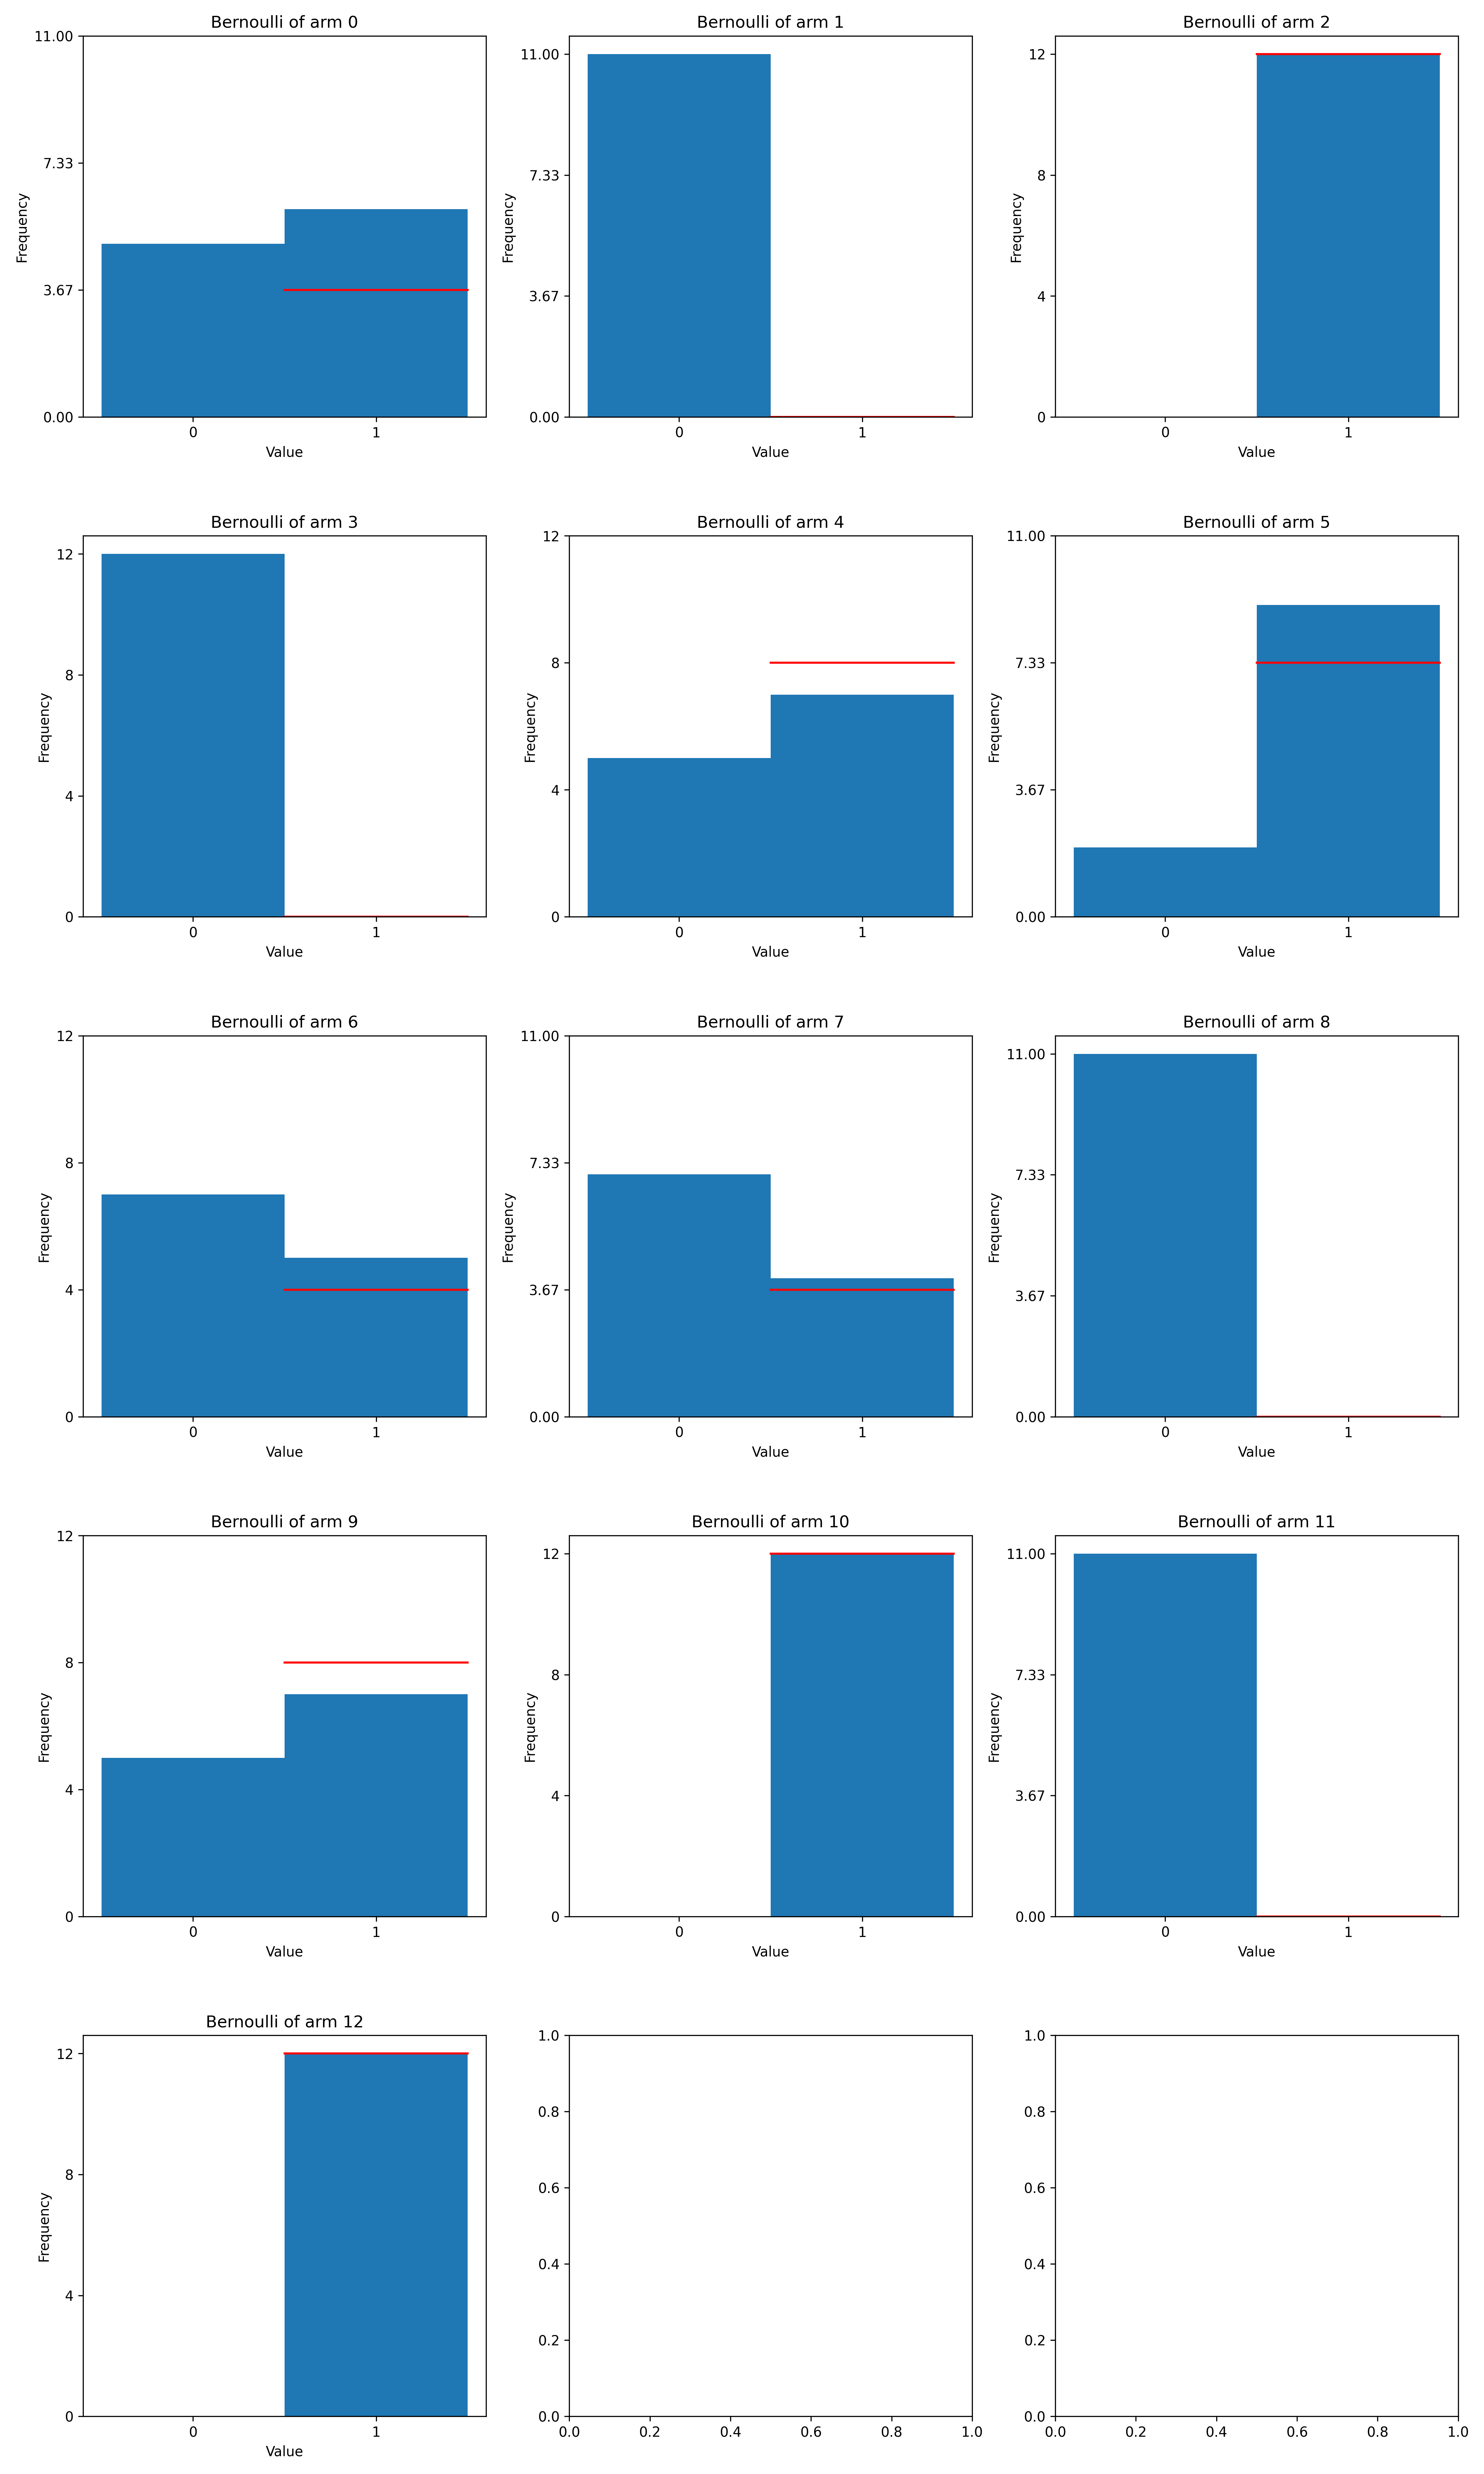 Bernoulli of arm 0
11.00
7.33
3.67
0.00
Frequency
0 1
Value
Bernoulli of arm 1
11.00
7.33
3.67
0.00
Frequency
0 1
Value
Bernoulli of arm 2
12
8
4
0
Frequency
0 1
Value
Bernoulli of arm 3
12
8
4
0
Frequency
0 1
Value
Bernoulli of arm 4
12
8
4
0
Frequency
0 1
Value
Bernoulli of arm 5
11.00
7.33
3.67
0.00
Frequency
0 1
Value
Bernoulli of arm 6
12
8
4
0
Frequency
0 1
Value
Bernoulli of arm 7
11.00
7.33
3.67
0.00
Frequency
0 1
Value
Bernoulli of arm 8
11.00
7.33
3.67
0.00
Frequency
0 1
Value
Bernoulli of arm 9
12
8
4
0
Frequency
0 1
Value
Bernoulli of arm 10
12
8
4
0
Frequency
0 1
Value
Bernoulli of arm 11
11.00
7.33
3.67
0.00
Frequency
0 1
Value
Bernoulli of arm 12
12
8
4
0
Frequency
0 1
Value
1.0
0.8
0.6
0.4
0.2
0.0
0.0 0.2 0.4 0.6 0.8 1.0
1.0
0.8
0.6
0.4
0.2
0.0
0.0 0.2 0.4 0.6 0.8 1.0